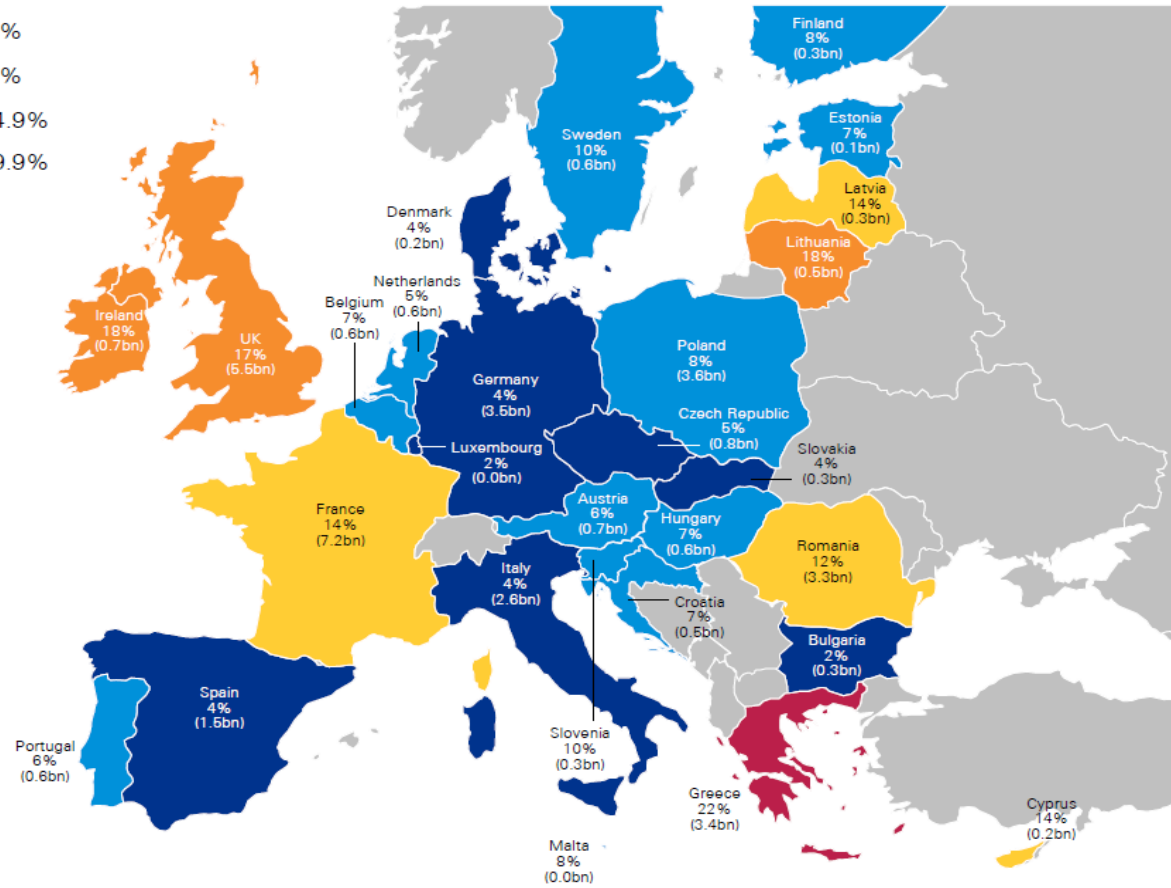 %
%
4.9%
9.9%
Finland
8%
(0.3bn)
Sweden
10%
(0.6bn)
Estonia
7%
(0.1bn)
Latvia
14%
(0.3bn)
Lithuania
18%
(0.5bn)
Denmark
4%
(0.2bn)
Netherlands
5%
(0.6bn)
Belgium
7%
(0.6bn)
Ireland
18%
(0.7bn)
UK
17%
(5.5bn)
Poland
8%
(3.6bn)
Germany
4%
(3.5bn)
Czech Republic
5%
(0.8bn)
Luxembourg
2%
(0.0bn)
Slovakia
4%
(0.3bn)
France
14%
(7.2bn)
Austria
6%
(0.7bn)
Hungary
7%
(0.6bn)
Romania
12%
(3.3bn)
Italy
4%
(2.6bn)
Croatia
7%
(0.5bn)
Bulgaria
2%
(0.3bn)
Spain
4%
(1.5bn)
Portugal
6%
(0.6bn)
Slovenia
10%
(0.3bn)
Greece
22%
(3.4bn)
Cyprus
14%
(0.2bn)
Malta
8%
(0.0bn)